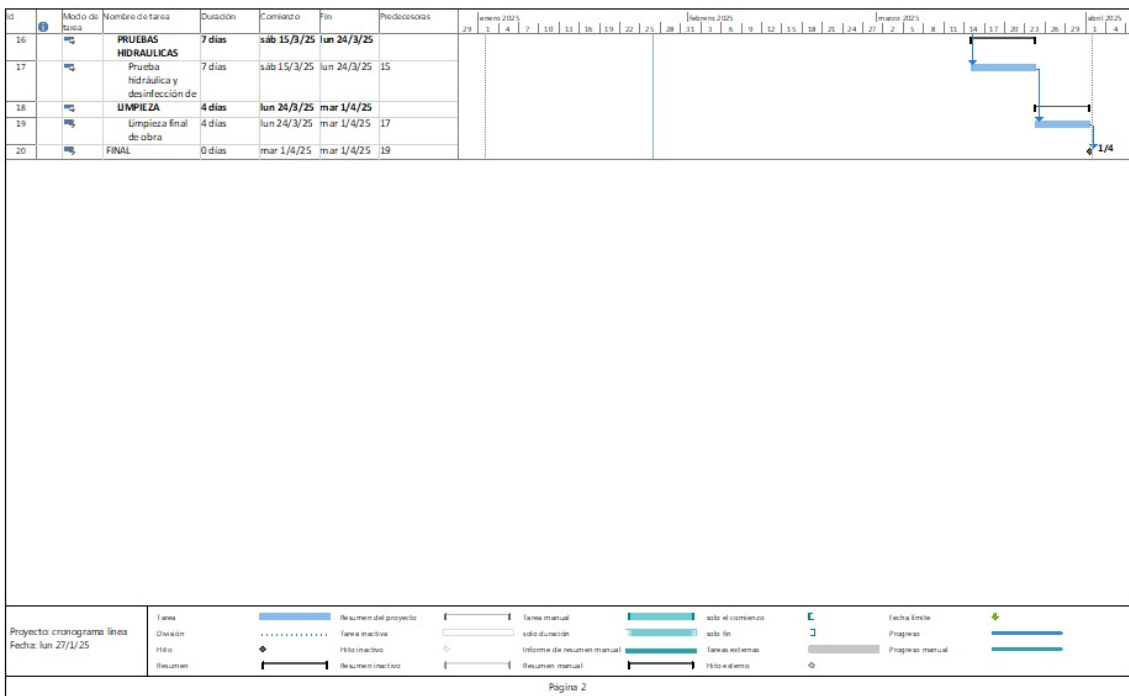 Id Modo de tarea Nombre de tarea Duración Comienzo Fin Predecesoras
enero 2025 febrero 2025 marzo 2025 abril 2025
29 1 4 7 10 13 16 19 22 25 28 31 3 6 9 12 15 18 21 24 27 2 5 8 11 14 17 20 23 26 29 1 4
16 PRUEBAS HIDRAULICAS 7 días sáb 15/3/25 lun 24/3/25
17 Prueba hidráulica y desinfección de 7 días sáb 15/3/25 lun 24/3/25 15
18 LIMPIEZA 4 días lun 24/3/25 mar 1/4/25
19 Limpieza final de obra 4 días lun 24/3/25 mar 1/4/25 17
20 FINAL 0 días mar 1/4/25 mar 1/4/25 19
1/4
Proyecto: cronograma linea
Fecha: lun 27/1/25
Tarea Resumen del proyecto Tarea manual solo el comienzo Fecha límite
División Tarea inactiva solo duración solo fin Progreso
Hito Hito inactivo Informe de resumen manual Tareas externas Progreso manual
Resumen Resumen inactivo Resumen manual Hito externo
Página 2